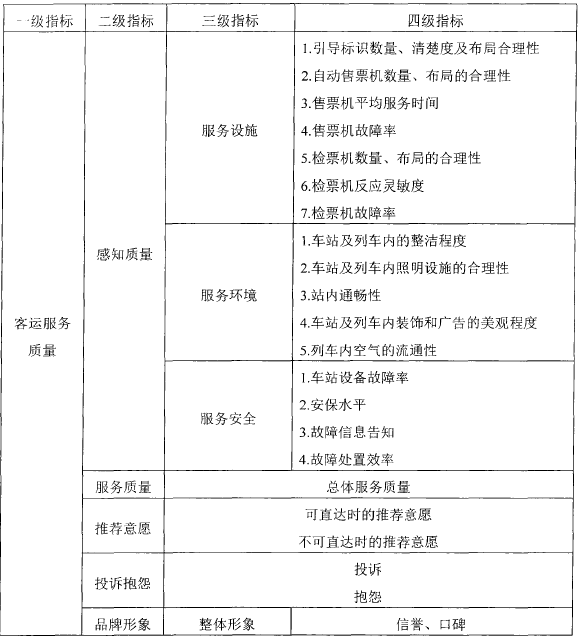 一级指标 二级指标 三级指标 四级指标
1.引导标识数量、清楚度及布局合理性
2.自动售票机数量、布局的合理性
3.售票机平均服务时间
服务设施
4.售票机故障率
5.检票机数量、布局的合理性
6.检票机反应灵敏度
7.检票机故障率
感知质量
1.车站及列车内的整洁程度
2.车站及列车内照明设施的合理性
服务环境
3.站内通畅性
4.车站及列车内装饰和广告的美观程度
5.列车内空气的流通性
客运服务
质量
1.车站设备故障率
2.安保水平
服务安全
3.故障信息告知
4.故障处置效率
服务质量 总体服务质量
推荐意愿
可直达时的推荐意愿
不可直达时的推荐意愿
投诉抱怨
投诉
抱怨
品牌形象 整体形象 信誉、口碑